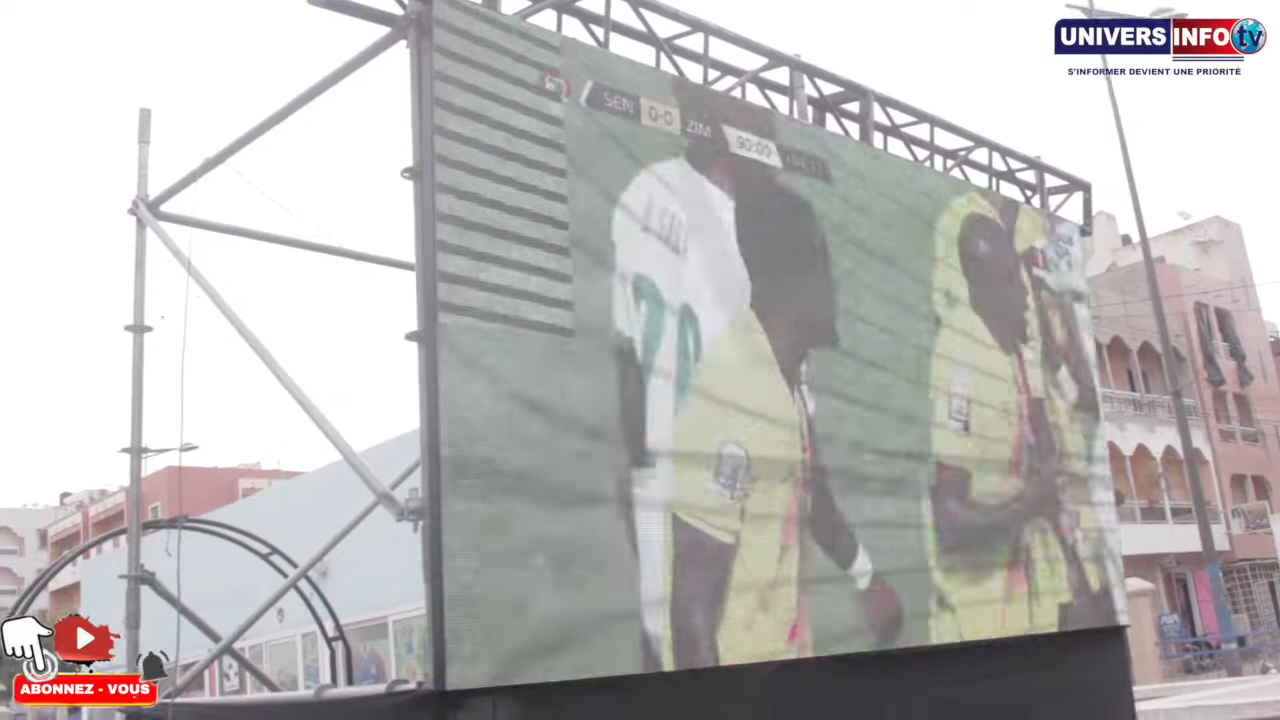 UNIVERS INFO tv
S'INFORMER DEVIENT UNE PRIORITÉ
SEN 0-0 ZIM 90:00
ABONNEZ - VOUS